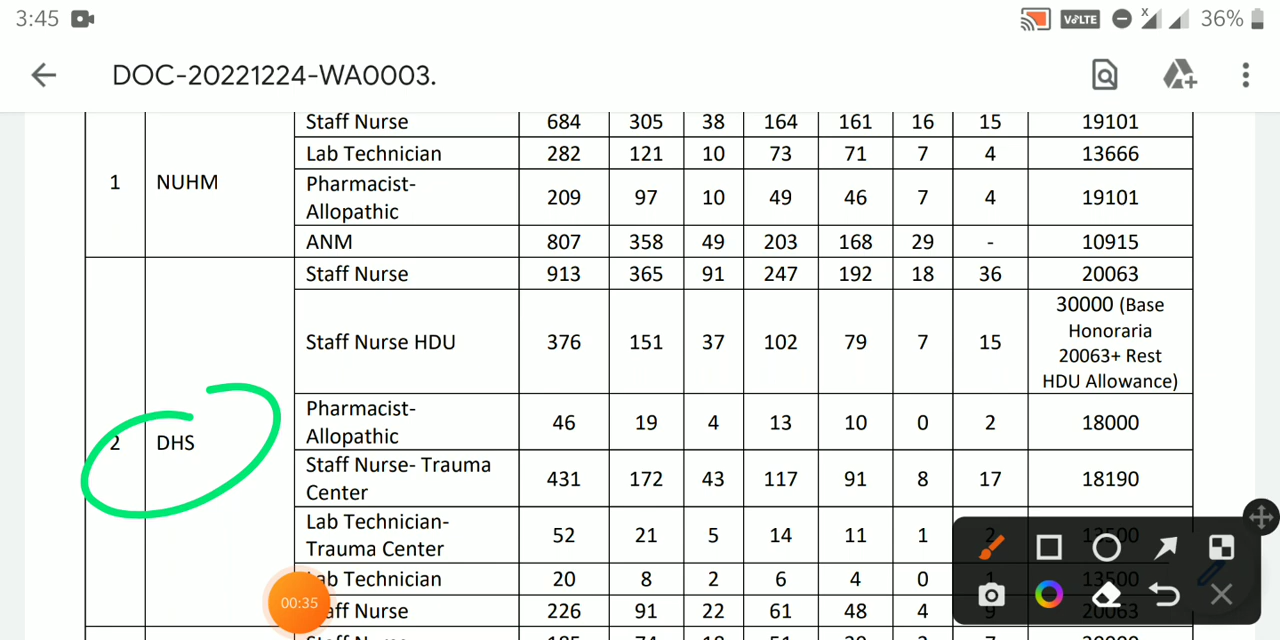 3:45 VoLTE x 36%
DOC-20221224-WA0003.
Staff Nurse 684 305 38 164 161 16 15 19101
Lab Technician 282 121 10 73 71 7 4 13666
1 NUHM
Pharmacist-
Allopathic 209 97 10 49 46 7 4 19101
ANM 807 358 49 203 168 29 - 10915
Staff Nurse 913 365 91 247 192 18 36 20063
Staff Nurse HDU 376 151 37 102 79 7 15
30000 (Base
Honoraria
20063+ Rest
HDU Allowance)
2 DHS
Pharmacist-
Allopathic 46 19 4 13 10 0 2 18000
Staff Nurse- Trauma
Center 431 172 43 117 91 8 17 18190
Lab Technician-
Trauma Center 52 21 5 14 11 1 2 13500
Lab Technician 20 8 2 6 4 0 1 13500
00:35
Staff Nurse 226 91 22 61 48 4 9 20063